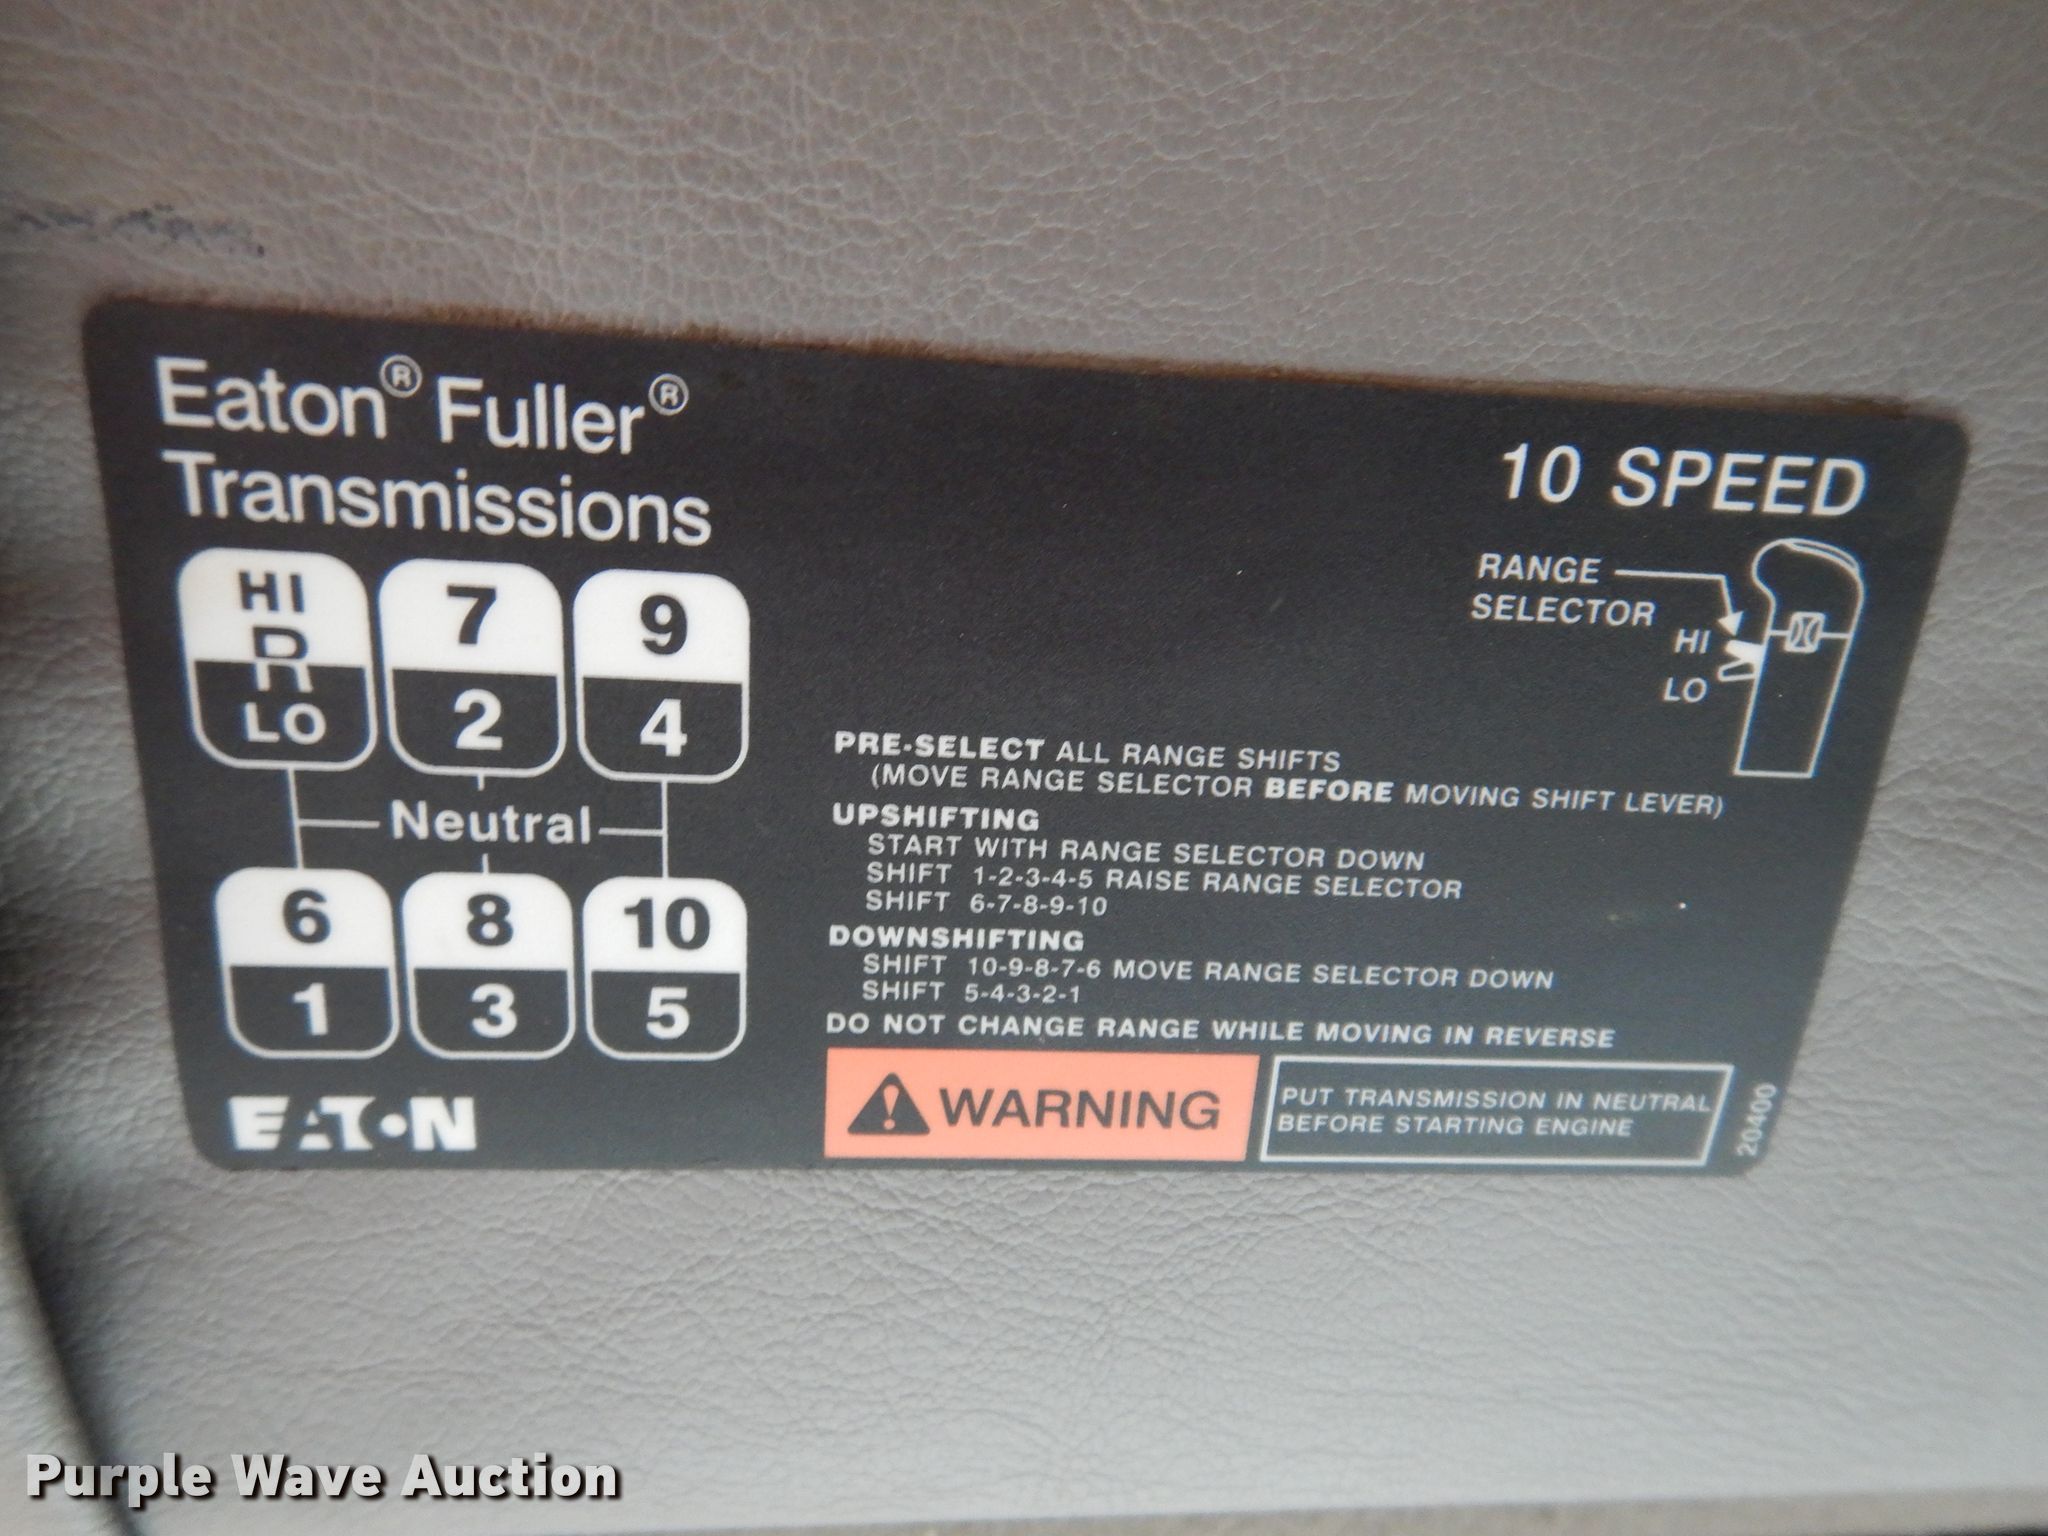 Eaton® Fuller®
Transmissions
10 SPEED
HI
R
LO
7
2
9
4
Neutral
6
1
8
3
10
5
EATON
RANGE
SELECTOR
HI
LO
PRE-SELECT ALL RANGE SHIFTS
(MOVE RANGE SELECTOR BEFORE MOVING SHIFT LEVER)
UPSHIFTING
START WITH RANGE SELECTOR DOWN
SHIFT 1-2-3-4-5 RAISE RANGE SELECTOR
SHIFT 6-7-8-9-10
DOWNSHIFTING
SHIFT 10-9-8-7-6 MOVE RANGE SELECTOR DOWN
SHIFT 5-4-3-2-1
DO NOT CHANGE RANGE WHILE MOVING IN REVERSE
WARNING
PUT TRANSMISSION IN NEUTRAL
BEFORE STARTING ENGINE
20400
Purple Wave Auction